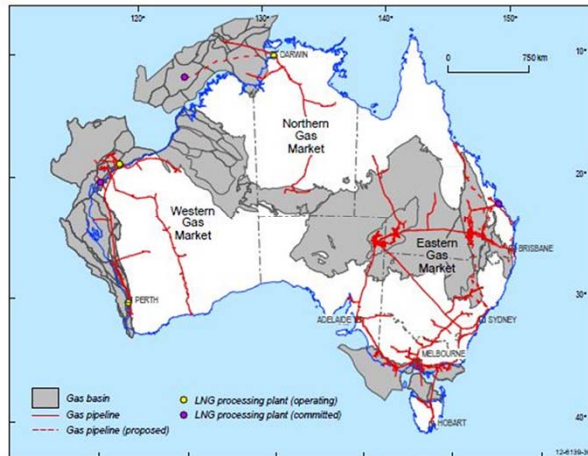 120°
130°
140°
150°
10°
DARWIN
0
750 km
Northern
Gas
Market
20°
Western
Gas
Market
Eastern
Gas
Market
BRISBANE
30°
PERTH
ADELAIDE
SYDNEY
MELBOURNE
Gas basin
Gas pipeline
Gas pipeline (proposed)
LNG processing plant (operating)
LNG processing plant (committed)
HOBART
40°